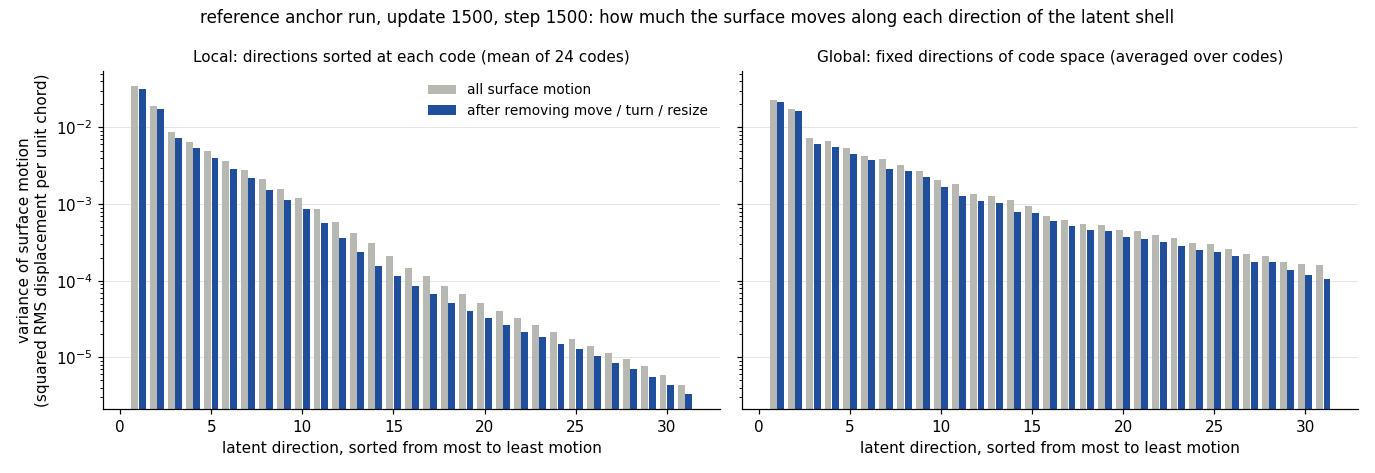 reference anchor run, update 1500, step 1500: how much the surface moves along each direction of the latent shell
Local: directions sorted at each code (mean of 24 codes)
Global: fixed directions of code space (averaged over codes)
all surface motion
after removing move / turn / resize
variance of surface motion
(squared RMS displacement per unit chord)
10⁻²
10⁻³
10⁻⁴
10⁻⁵
0 5 10 15 20 25 30
0 5 10 15 20 25 30
latent direction, sorted from most to least motion
latent direction, sorted from most to least motion